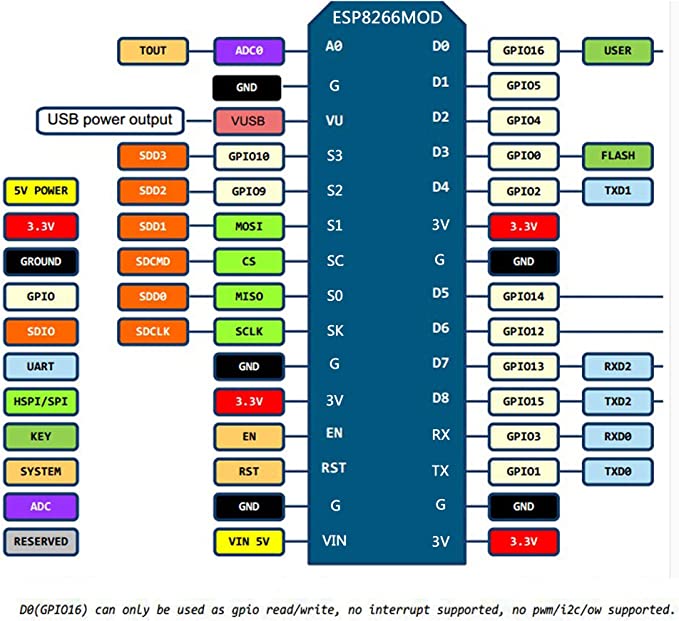 ESP8266MOD
TOUT ADC0 A0 D0 GPIO16 USER
GND G D1 GPIO5
USB power output VUSB VU D2 GPIO4
SDD3 GPIO10 S3 D3 GPIO0 FLASH
5V POWER SDD2 GPIO9 S2 D4 GPIO2 TXD1
3.3V SDD1 MOSI S1 3V 3.3V
GROUND SDCMD CS SC G GND
GPIO SDD0 MISO S0 D5 GPIO14
SDIO SDCLK SCLK SK D6 GPIO12
UART GND G D7 GPIO13 RXD2
HSPI/SPI 3.3V 3V D8 GPIO15 TXD2
KEY EN EN RX GPIO3 RXD0
SYSTEM RST RST TX GPIO1 TXD0
ADC GND G G GND
RESERVED VIN 5V VIN 3V 3.3V
D0(GPIO16) can only be used as gpio read/write, no interrupt supported, no pwm/i2c/ow supported.